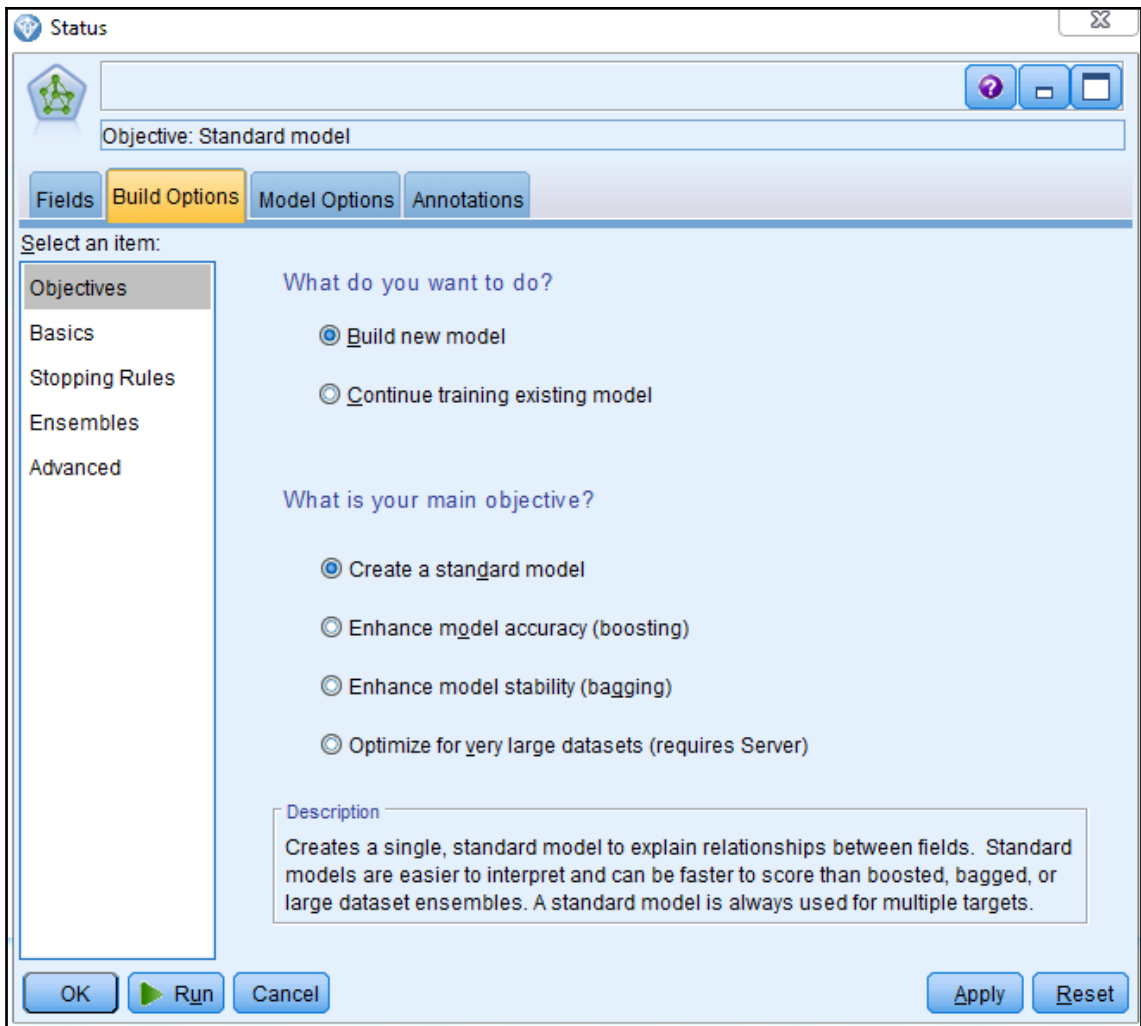 Status
Objective: Standard model
Fields Build Options Model Options Annotations
Select an item:
Objectives
Basics
Stopping Rules
Ensembles
Advanced
What do you want to do?
Build new model
Continue training existing model
What is your main objective?
Create a standard model
Enhance model accuracy (boosting)
Enhance model stability (bagging)
Optimize for very large datasets (requires Server)
Description
Creates a single, standard model to explain relationships between fields. Standard
models are easier to interpret and can be faster to score than boosted, bagged, or
large dataset ensembles. A standard model is always used for multiple targets.
OK Run Cancel Apply Reset